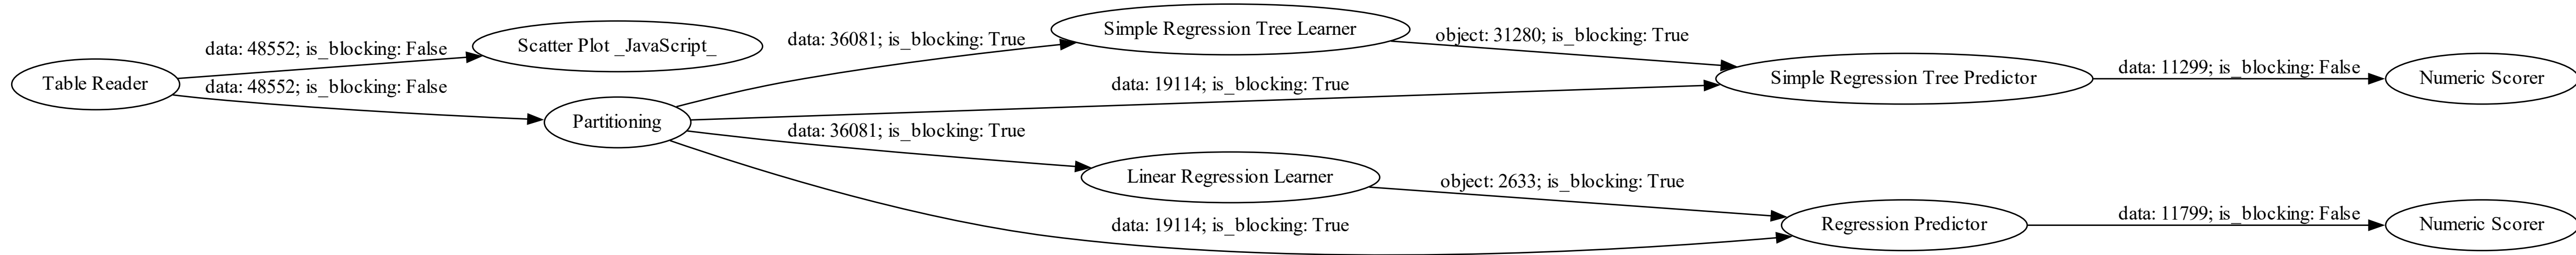 Table Reader
data: 48552; is_blocking: False
data: 48552; is_blocking: False
Scatter Plot _JavaScript_
Partitioning
data: 36081; is_blocking: True
data: 19114; is_blocking: True
data: 36081; is_blocking: True
data: 19114; is_blocking: True
Simple Regression Tree Learner
Linear Regression Learner
object: 31280; is_blocking: True
object: 2633; is_blocking: True
Simple Regression Tree Predictor
Regression Predictor
data: 11299; is_blocking: False
data: 11799; is_blocking: False
Numeric Scorer
Numeric Scorer